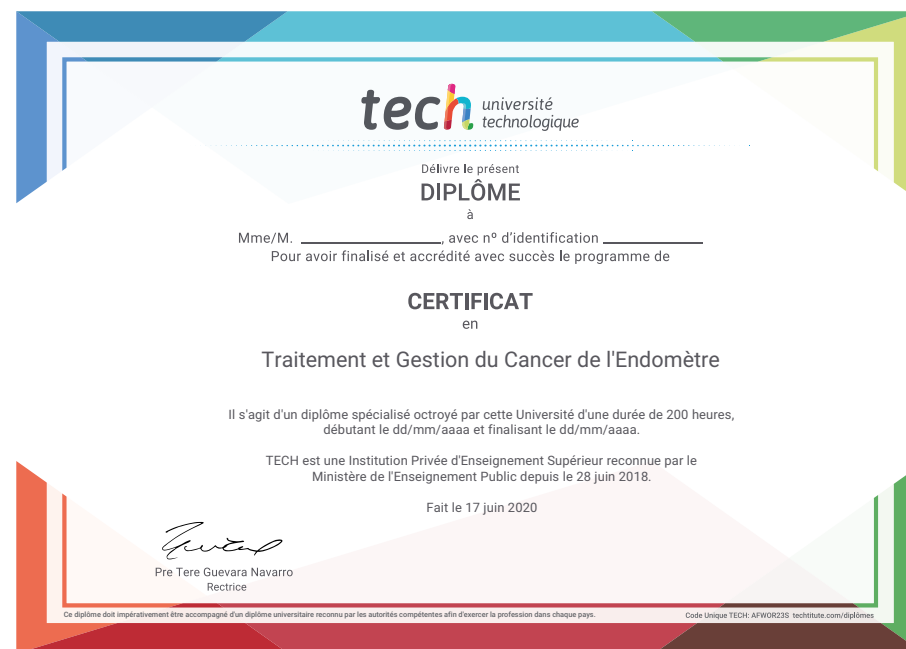 tech université
technologique
Délivre le présent
DIPLÔME
à
Mme/M. ____________________, avec nº d'identification ______________
Pour avoir finalisé et accrédité avec succès le programme de
CERTIFICAT
en
Traitement et Gestion du Cancer de l'Endomètre
Il s'agit d'un diplôme spécialisé octroyé par cette Université d'une durée de 200 heures,
débutant le dd/mm/aaaa et finalisant le dd/mm/aaaa.
TECH est une Institution Privée d'Enseignement Supérieur reconnue par le
Ministère de l'Enseignement Public depuis le 28 juin 2018.
Fait le 17 juin 2020
Pre Tere Guevara Navarro
Rectrice
Ce diplôme doit impérativement être accompagné d'un diplôme universitaire reconnu par les autorités compétentes afin d'exercer la profession dans chaque pays.
Code Unique TECH: AFWOR23S techtitute.com/diplômes